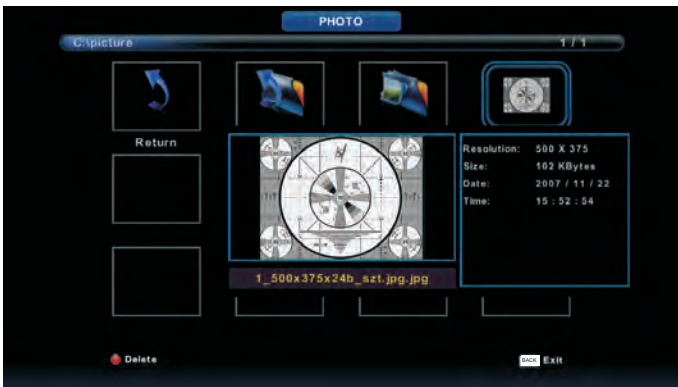 PHOTO
C:\picture 1 / 1
Return
Resolution: 500 X 375
Size: 102 KBytes
Date: 2007 / 11 / 22
Time: 15 : 52 : 54
1_500x375x24b_szt.jpg.jpg
Delete BACK Exit